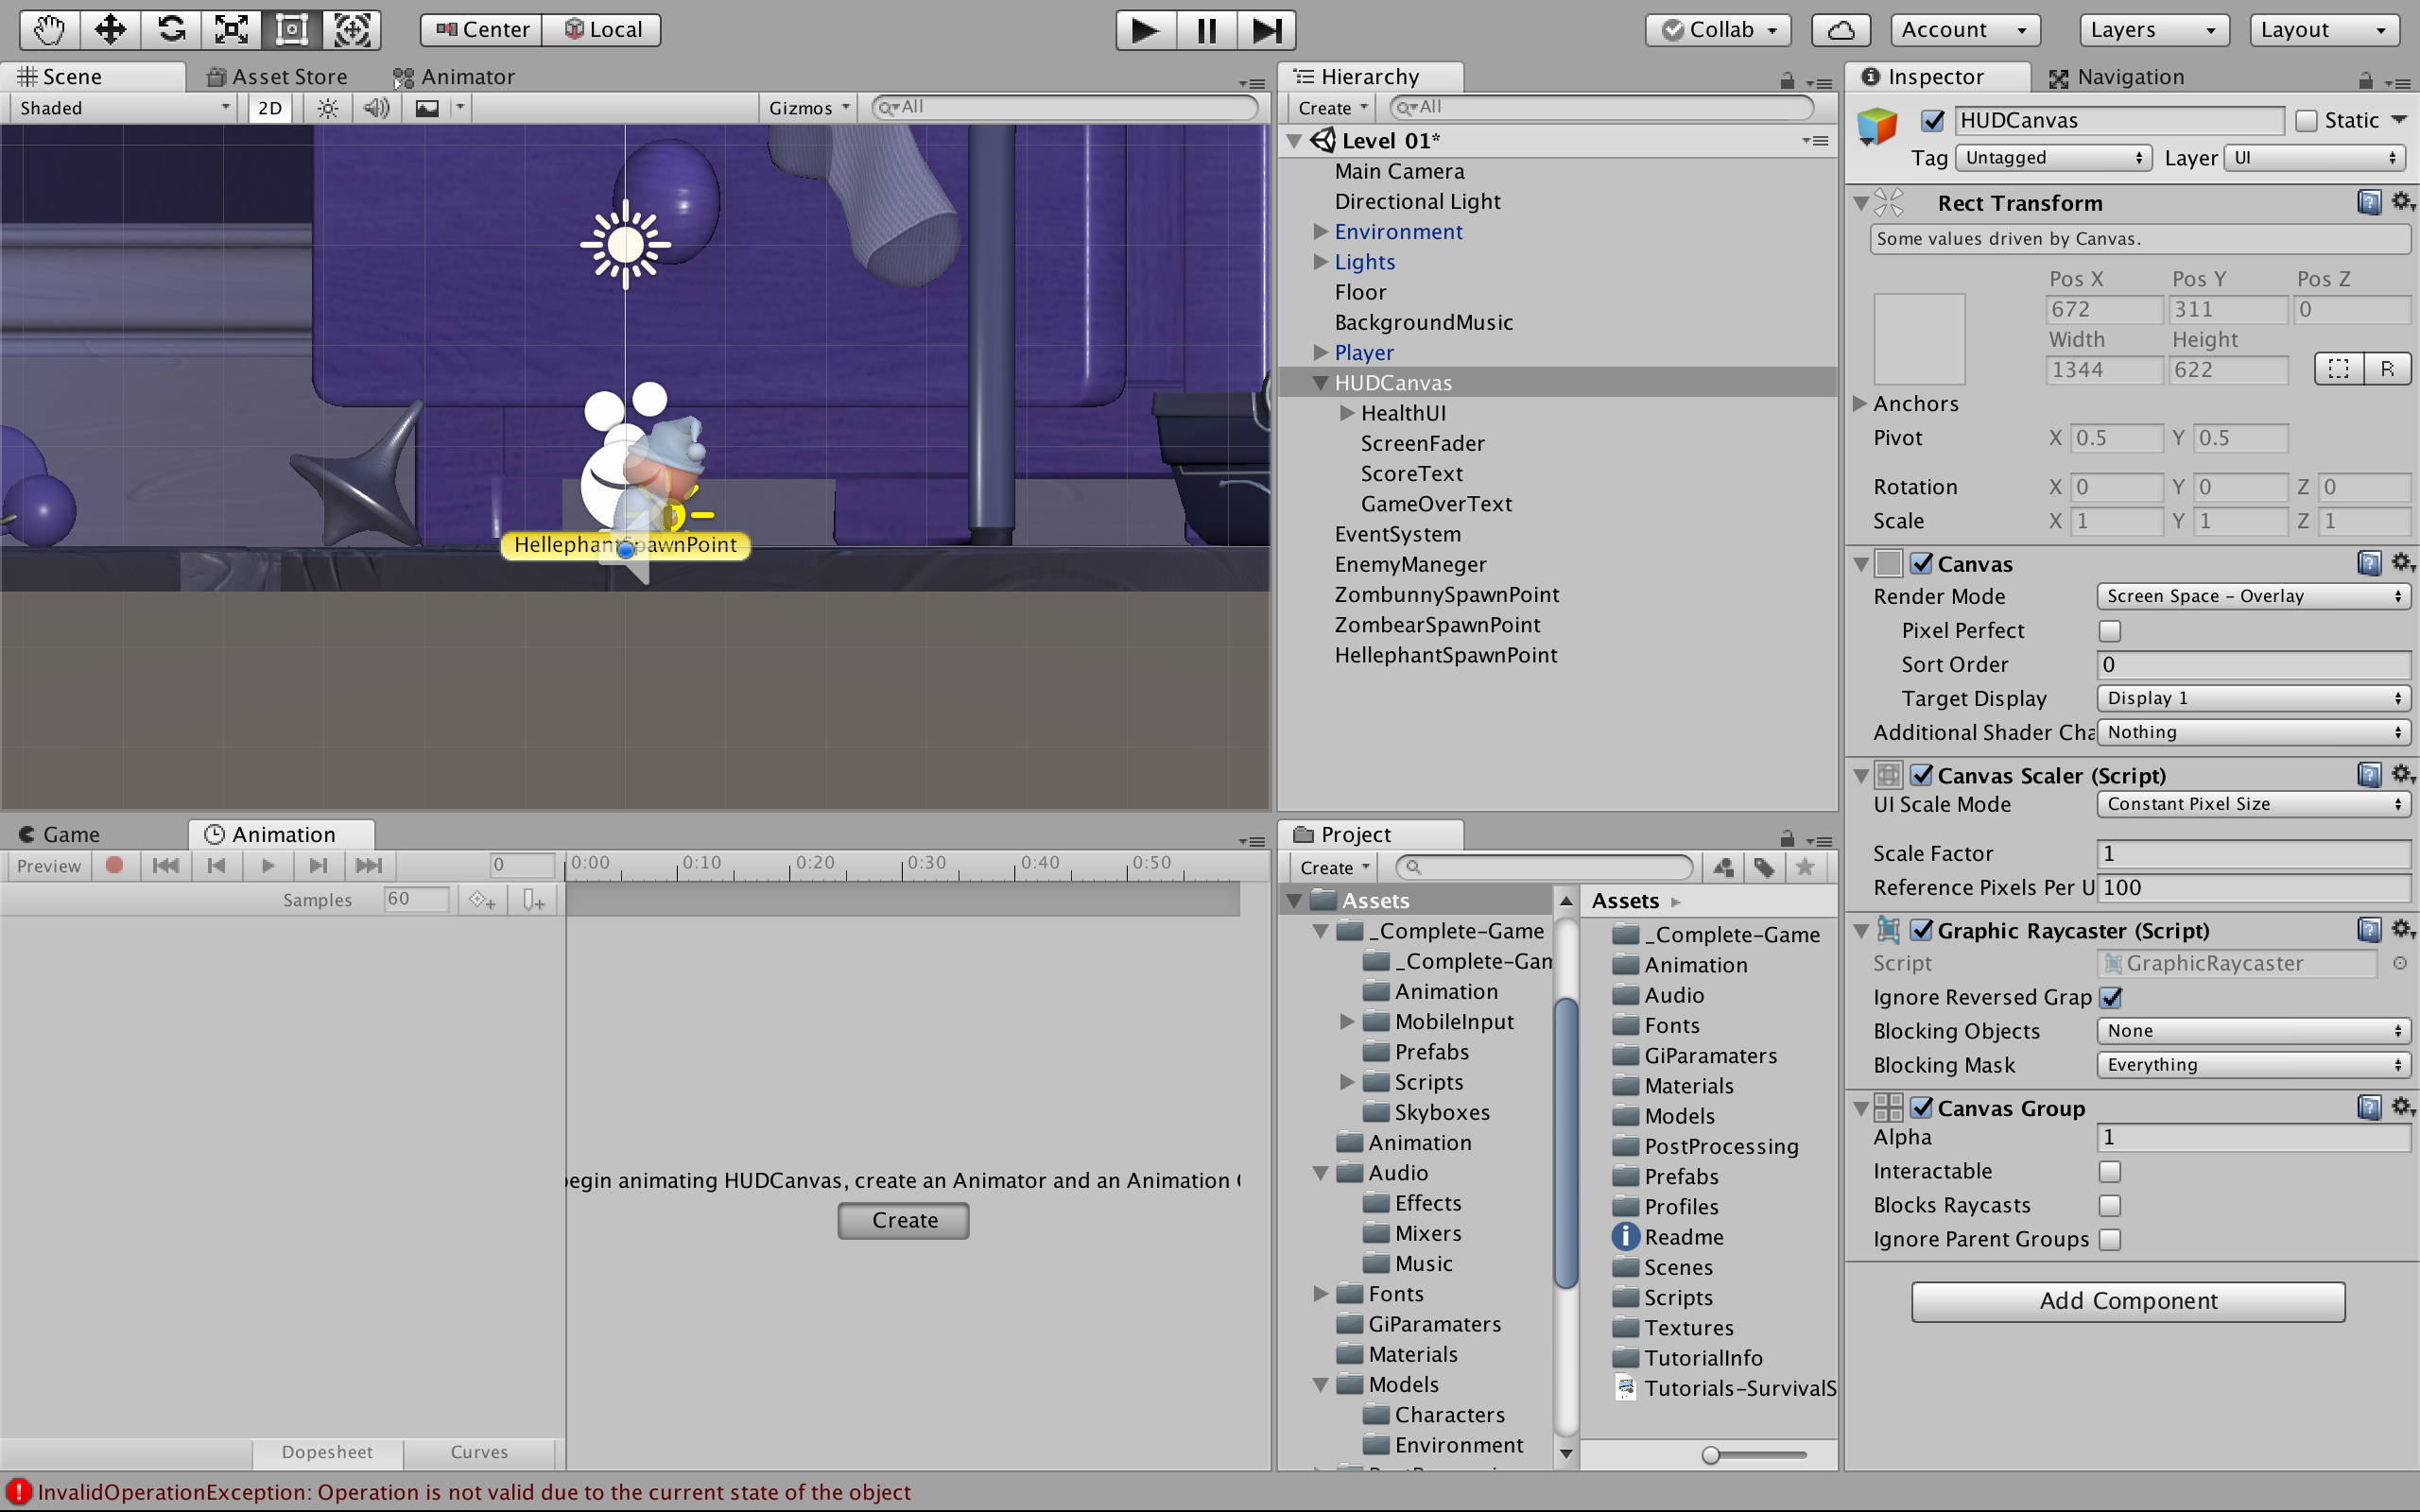 Center Local Collab Account Layers Layout
Scene Asset Store Animator
Shaded 2D Gizmos All
HellephantSpawnPoint
Hierarchy
Create All
Level 01*
Main Camera
Directional Light
Environment
Lights
Floor
BackgroundMusic
Player
HUDCanvas
HealthUI
ScreenFader
ScoreText
GameOverText
EventSystem
EnemyManeger
ZombunnySpawnPoint
ZombearSpawnPoint
HellephantSpawnPoint
Inspector Navigation
HUDCanvas Static
Tag Untagged Layer UI
Rect Transform
Some values driven by Canvas.
Pos X Pos Y Pos Z
672 311 0
Width Height
1344 622 R
Anchors
Pivot X 0.5 Y 0.5
Rotation X 0 Y 0 Z 0
Scale X 1 Y 1 Z 1
Canvas
Render Mode Screen Space - Overlay
Pixel Perfect
Sort Order 0
Target Display Display 1
Additional Shader Cha Nothing
Canvas Scaler (Script)
UI Scale Mode Constant Pixel Size
Scale Factor 1
Reference Pixels Per U 100
Graphic Raycaster (Script)
Script GraphicRaycaster
Ignore Reversed Grap
Blocking Objects None
Blocking Mask Everything
Canvas Group
Alpha 1
Interactable
Blocks Raycasts
Ignore Parent Groups
Add Component
Game Animation
Preview 0 0:00 0:10 0:20 0:30 0:40 0:50
Samples 60
egin animating HUDCanvas, create an Animator and an Animation
Create
Dopesheet Curves
Project
Create
Assets
_Complete-Game
_Complete-Gam
Animation
MobileInput
Prefabs
Scripts
Skyboxes
Animation
Audio
Effects
Mixers
Music
Fonts
GiParamaters
Materials
Models
Characters
Environment
Assets
_Complete-Game
Animation
Audio
Fonts
GiParamaters
Materials
Models
PostProcessing
Prefabs
Profiles
Readme
Scenes
Scripts
Textures
TutorialInfo
Tutorials-SurvivalS
InvalidOperationException: Operation is not valid due to the current state of the object